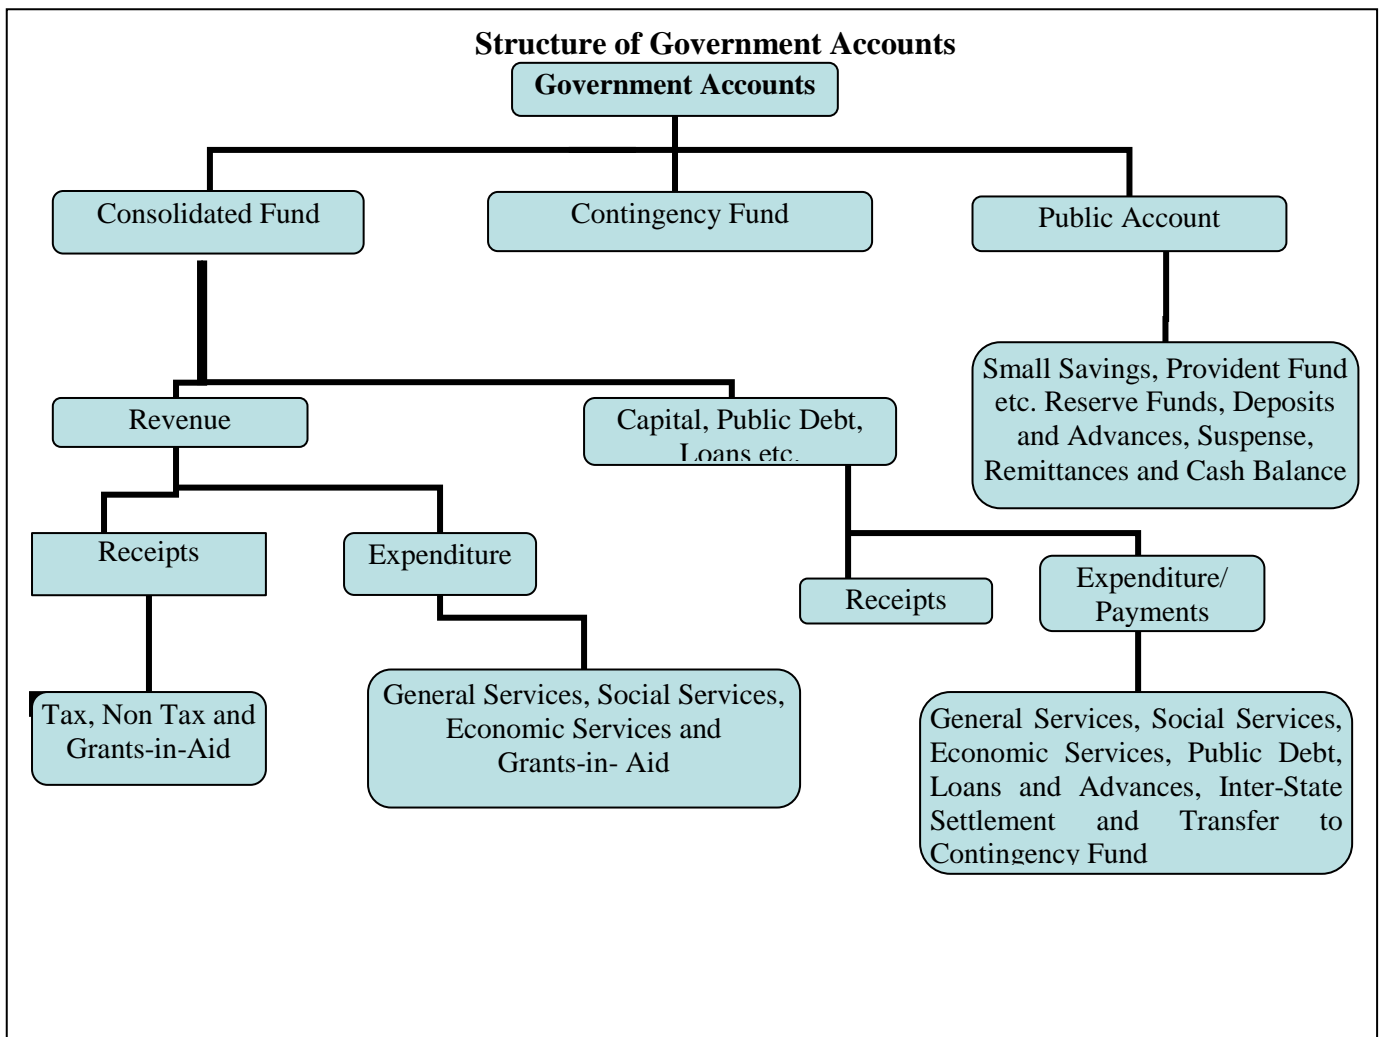 Structure of Government Accounts
Government Accounts
Consolidated Fund
Contingency Fund
Public Account
Small Savings, Provident Fund
etc. Reserve Funds, Deposits
and Advances, Suspense,
Remittances and Cash Balance
Revenue
Capital, Public Debt,
Loans etc.
Receipts
Expenditure
Receipts
Expenditure/
Payments
Tax, Non Tax and
Grants-in-Aid
General Services, Social Services,
Economic Services and
Grants-in- Aid
General Services, Social Services,
Economic Services, Public Debt,
Loans and Advances, Inter-State
Settlement and Transfer to
Contingency Fund